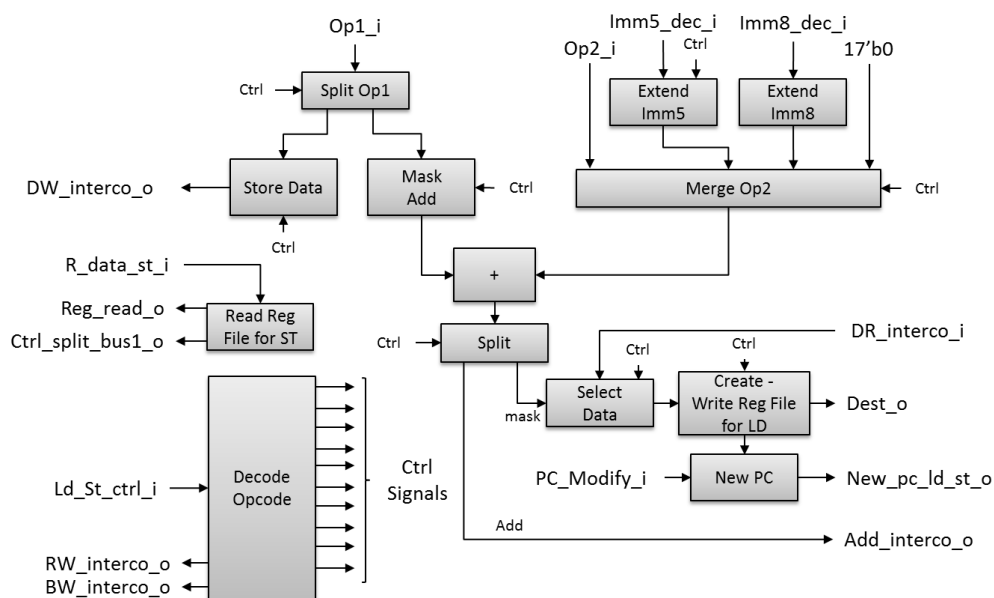 Op1_i
Imm5_dec_i
Imm8_dec_i
Op2_i
Ctrl
17'b0
Ctrl
Split Op1
Extend
Imm5
Extend
Imm8
DW_interco_o
Store Data
Mask
Add
Ctrl
Merge Op2
Ctrl
Ctrl
R_data_st_i
+
Reg_read_o
Read Reg
File for ST
Ctrl_split_bus1_o
Ctrl
Split
DR_interco_i
Ctrl
Ctrl
mask
Select
Data
Create -
Write Reg File
for LD
Dest_o
Ld_St_ctrl_i
Decode
Opcode
Ctrl
Signals
PC_Modify_i
New PC
New_pc_ld_st_o
Add
Add_interco_o
RW_interco_o
BW_interco_o